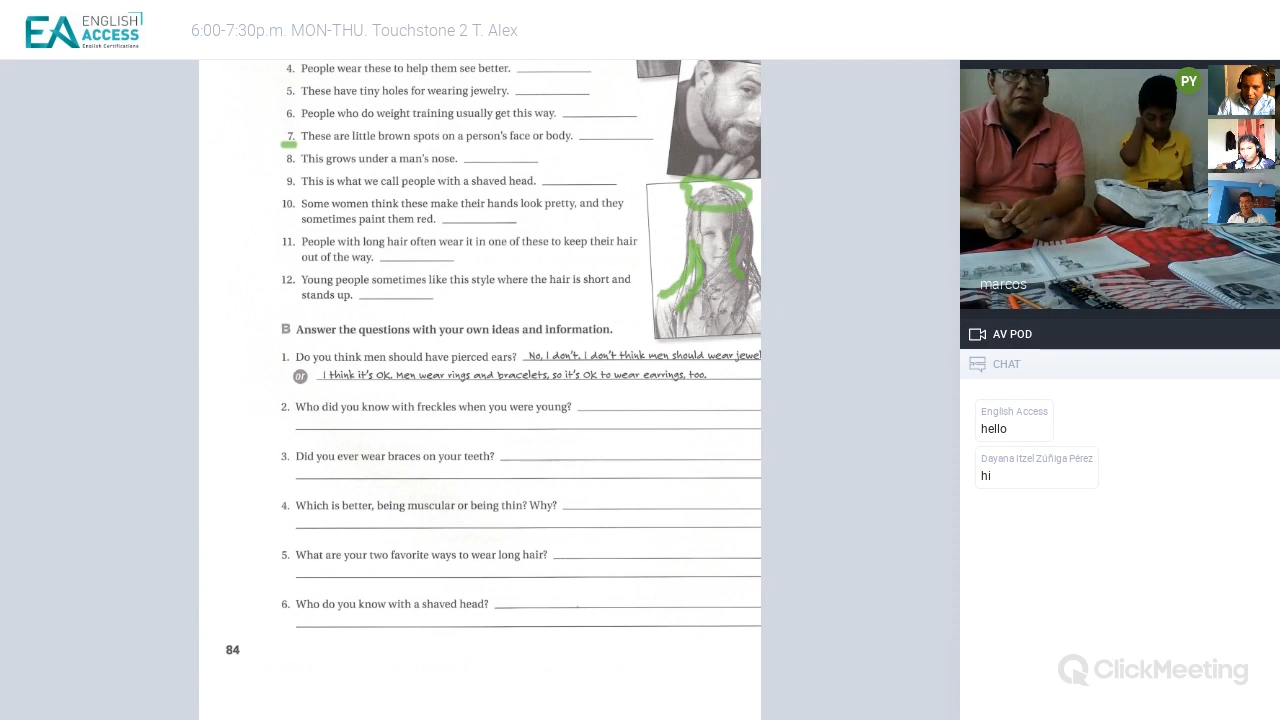 ENGLISH
EA ACCESS
English Certifications
6:00-7:30p.m. MON-THU. Touchstone 2 T. Alex
4. People wear these to help them see better.
5. These have tiny holes for wearing jewelry.
6. People who do weight training usually get this way.
7. These are little brown spots on a person's face or body.
8. This grows under a man's nose.
9. This is what we call people with a shaved head.
10. Some women think these make their hands look pretty, and they
sometimes paint them red.
11. People with long hair often wear it in one of these to keep their hair
out of the way.
12. Young people sometimes like this style where the hair is short and
stands up.
B Answer the questions with your own ideas and information.
1. Do you think men should have pierced ears? No, I don't. I don't think men should wear jewel
or I think it's OK. Men wear rings and bracelets, so it's OK to wear earrings, too.
2. Who did you know with freckles when you were young?
3. Did you ever wear braces on your teeth?
4. Which is better, being muscular or being thin? Why?
5. What are your two favorite ways to wear long hair?
6. Who do you know with a shaved head?
84
PY
marcos
AV POD
CHAT
English Access
hello
Dayana Itzel Zúñiga Pérez
hi
ClickMeeting